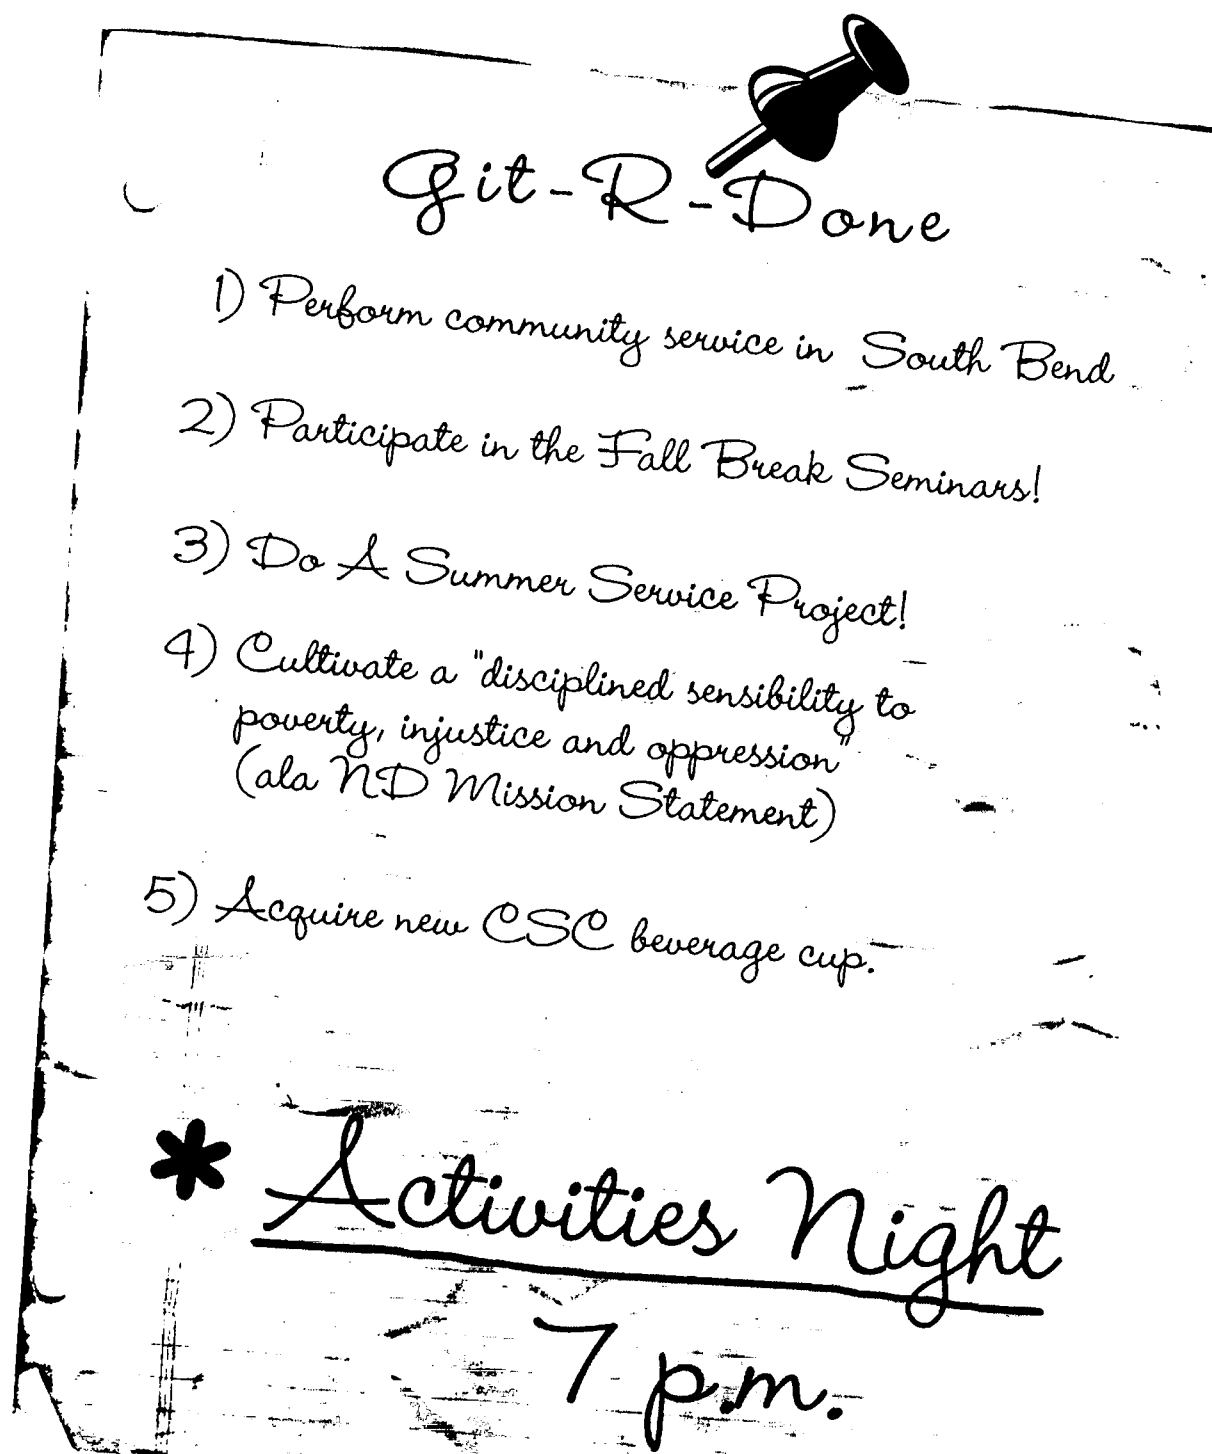 Git-R-Done
1) Perform community service in South Bend
2) Participate in the Fall Break Seminars!
3) Do A Summer Service Project!
4) Cultivate a "disciplined sensibility to
poverty, injustice and oppression"
(ala ND Mission Statement)
5) Acquire new CSC beverage cup.
* Activities Night
7 p.m.